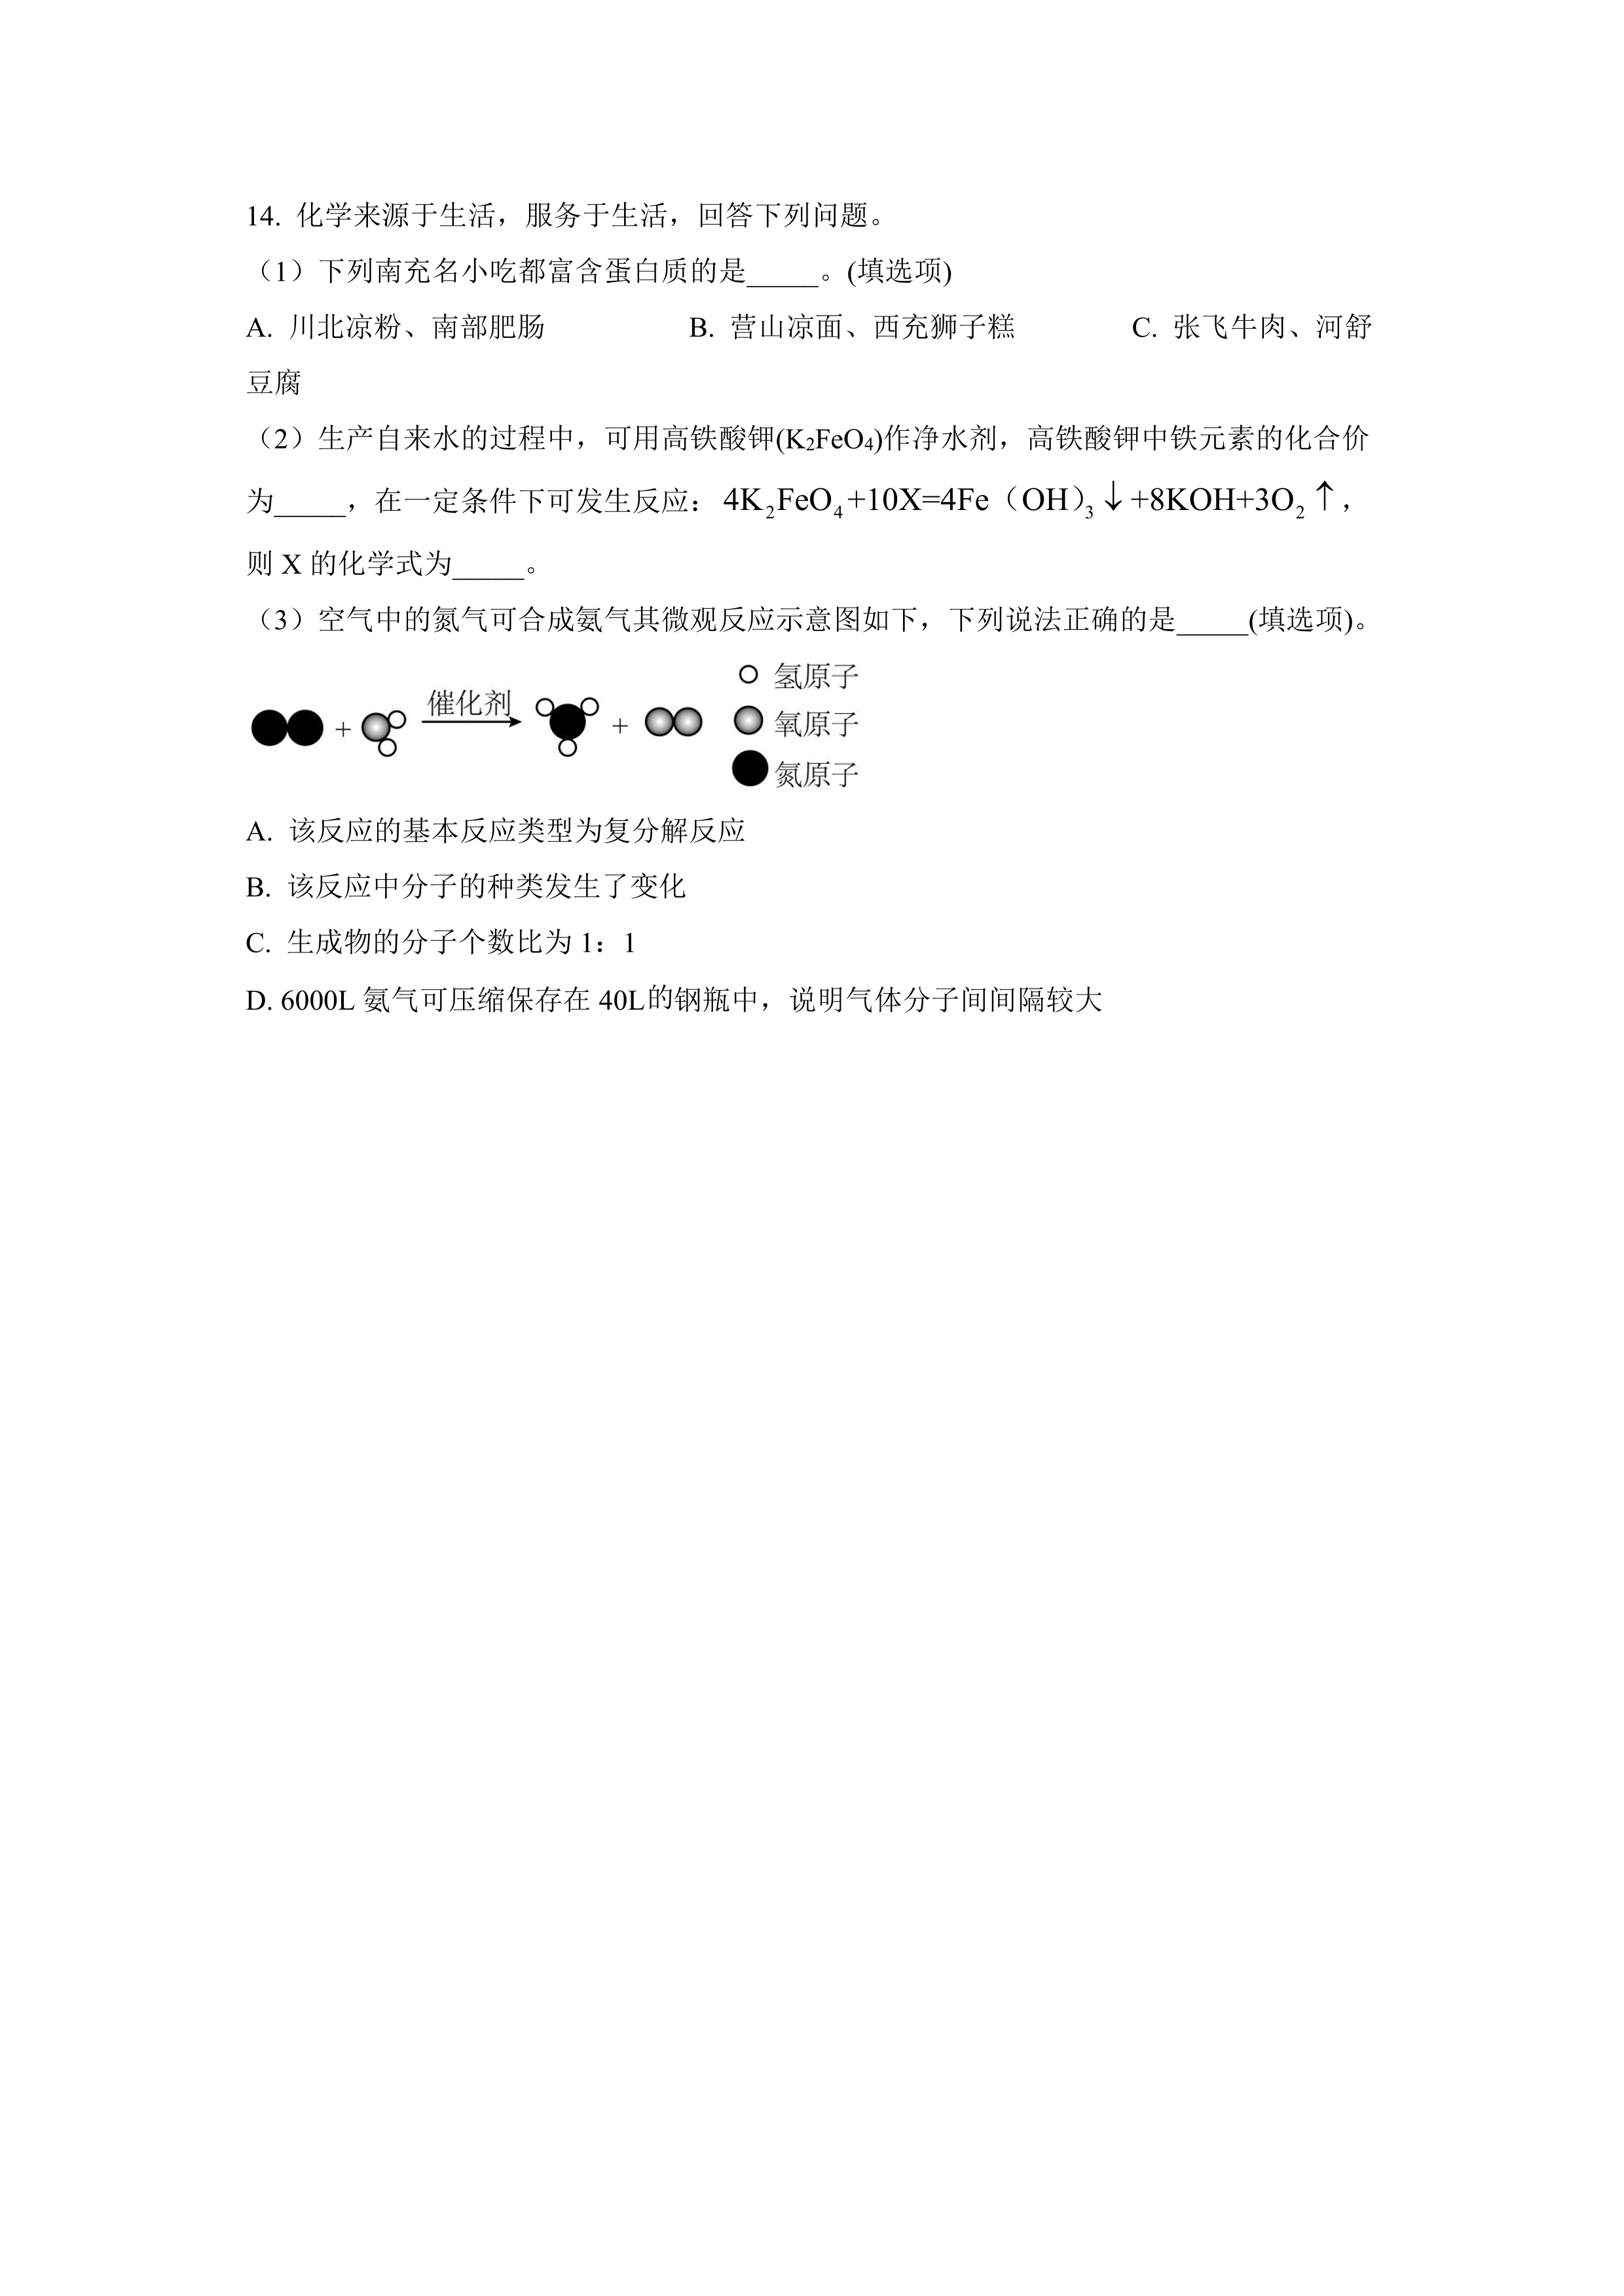 14. 化学来源于生活，服务于生活，回答下列问题。
（1）下列南充名小吃都富含蛋白质的是_____。(填选项)
A. 川北凉粉、南部肥肠 B. 营山凉面、西充狮子糕 C. 张飞牛肉、河舒
豆腐
（2）生产自来水的过程中，可用高铁酸钾(K₂FeO₄)作净水剂，高铁酸钾中铁元素的化合价
为_____，在一定条件下可发生反应：4K₂FeO₄+10X=4Fe（OH）₃↓+8KOH+3O₂↑，
则 X 的化学式为_____。
（3）空气中的氮气可合成氨气其微观反应示意图如下，下列说法正确的是_____(填选项)。
+ 催化剂 +
氢原子
氧原子
氮原子
A. 该反应的基本反应类型为复分解反应
B. 该反应中分子的种类发生了变化
C. 生成物的分子个数比为 1：1
D. 6000L 氨气可压缩保存在 40L的钢瓶中，说明气体分子间间隔较大